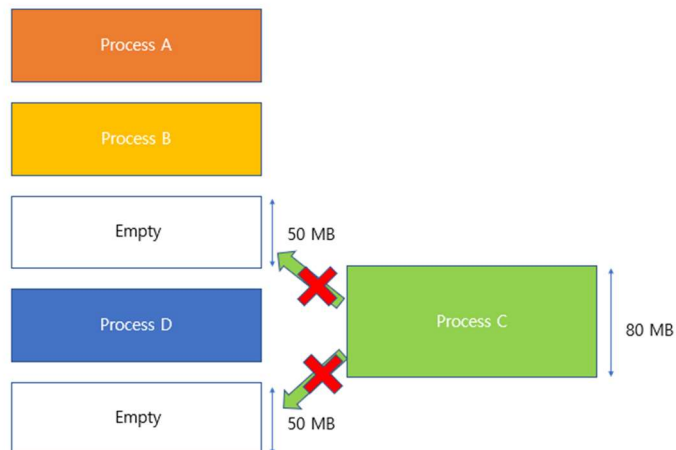 Process A
Process B
Empty
50 MB
Process D
Process C
80 MB
Empty
50 MB